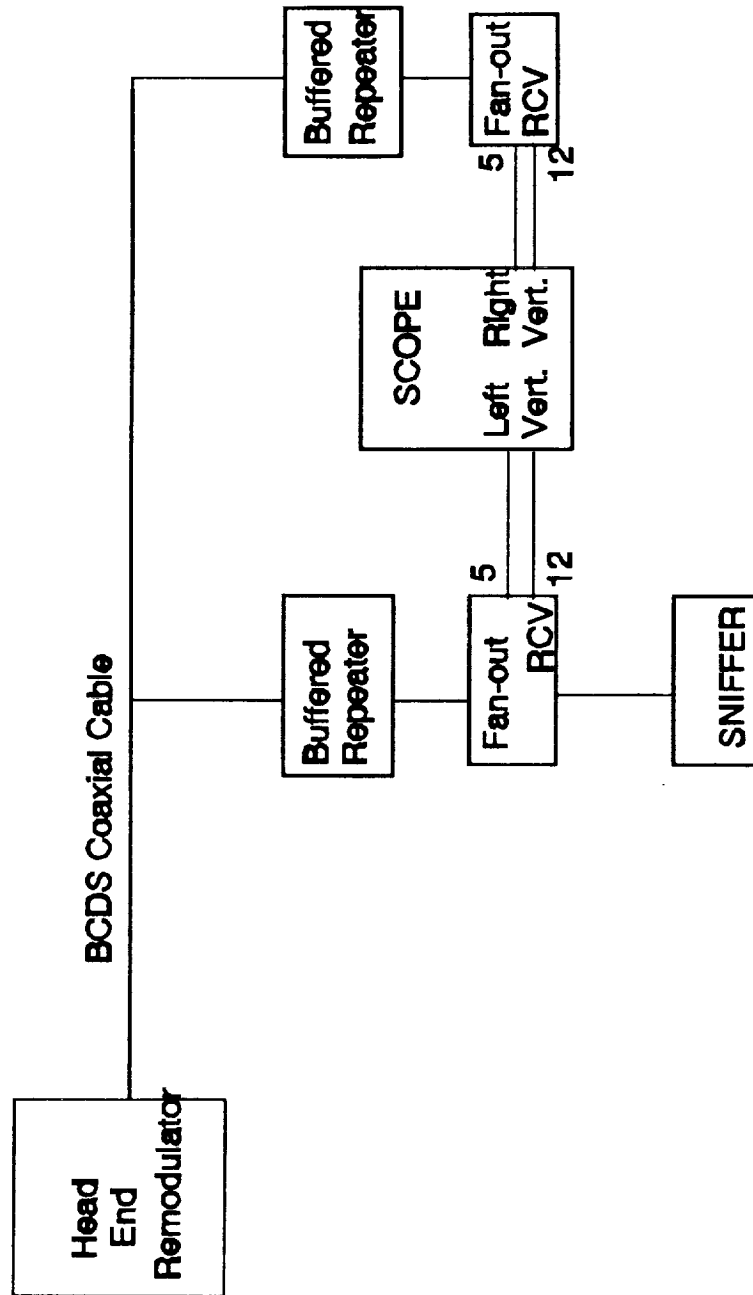 Head
End
Remodulator
BCDS Coaxial Cable
Buffered
Repeater
Buffered
Repeater
Fan-out
RCV
5
12
SCOPE
Left Right
Vert. Vert.
5
12
Fan-out
RCV
SNIFFER